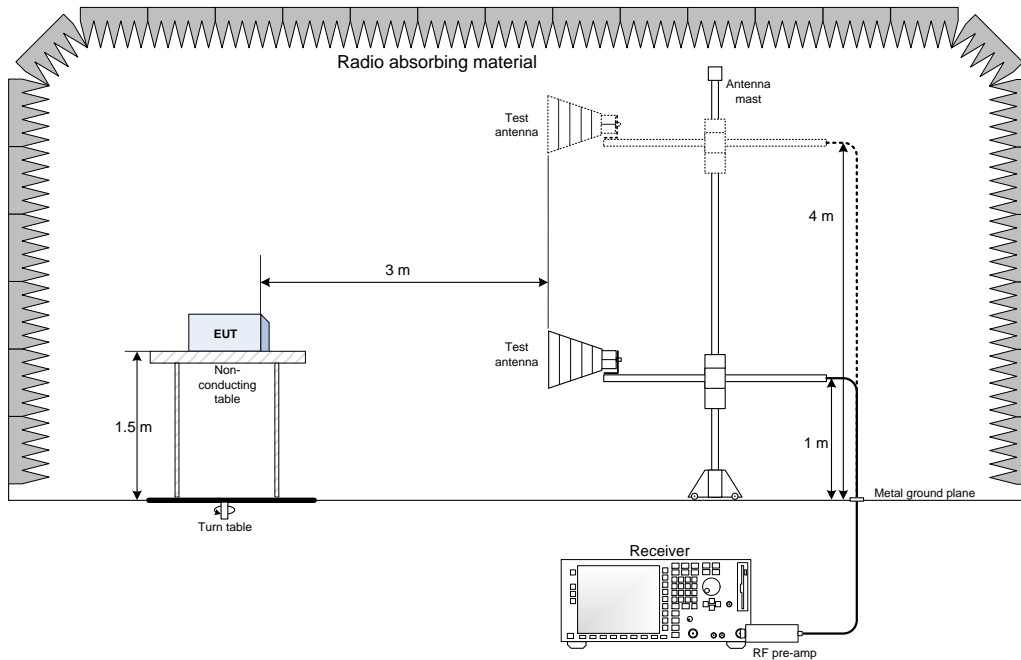 Radio absorbing material
Antenna
mast
Test
antenna
4 m
3 m
EUT
Test
antenna
Non-
conducting
table
1.5 m
1 m
Metal ground plane
Turn table
Receiver
RF pre-amp